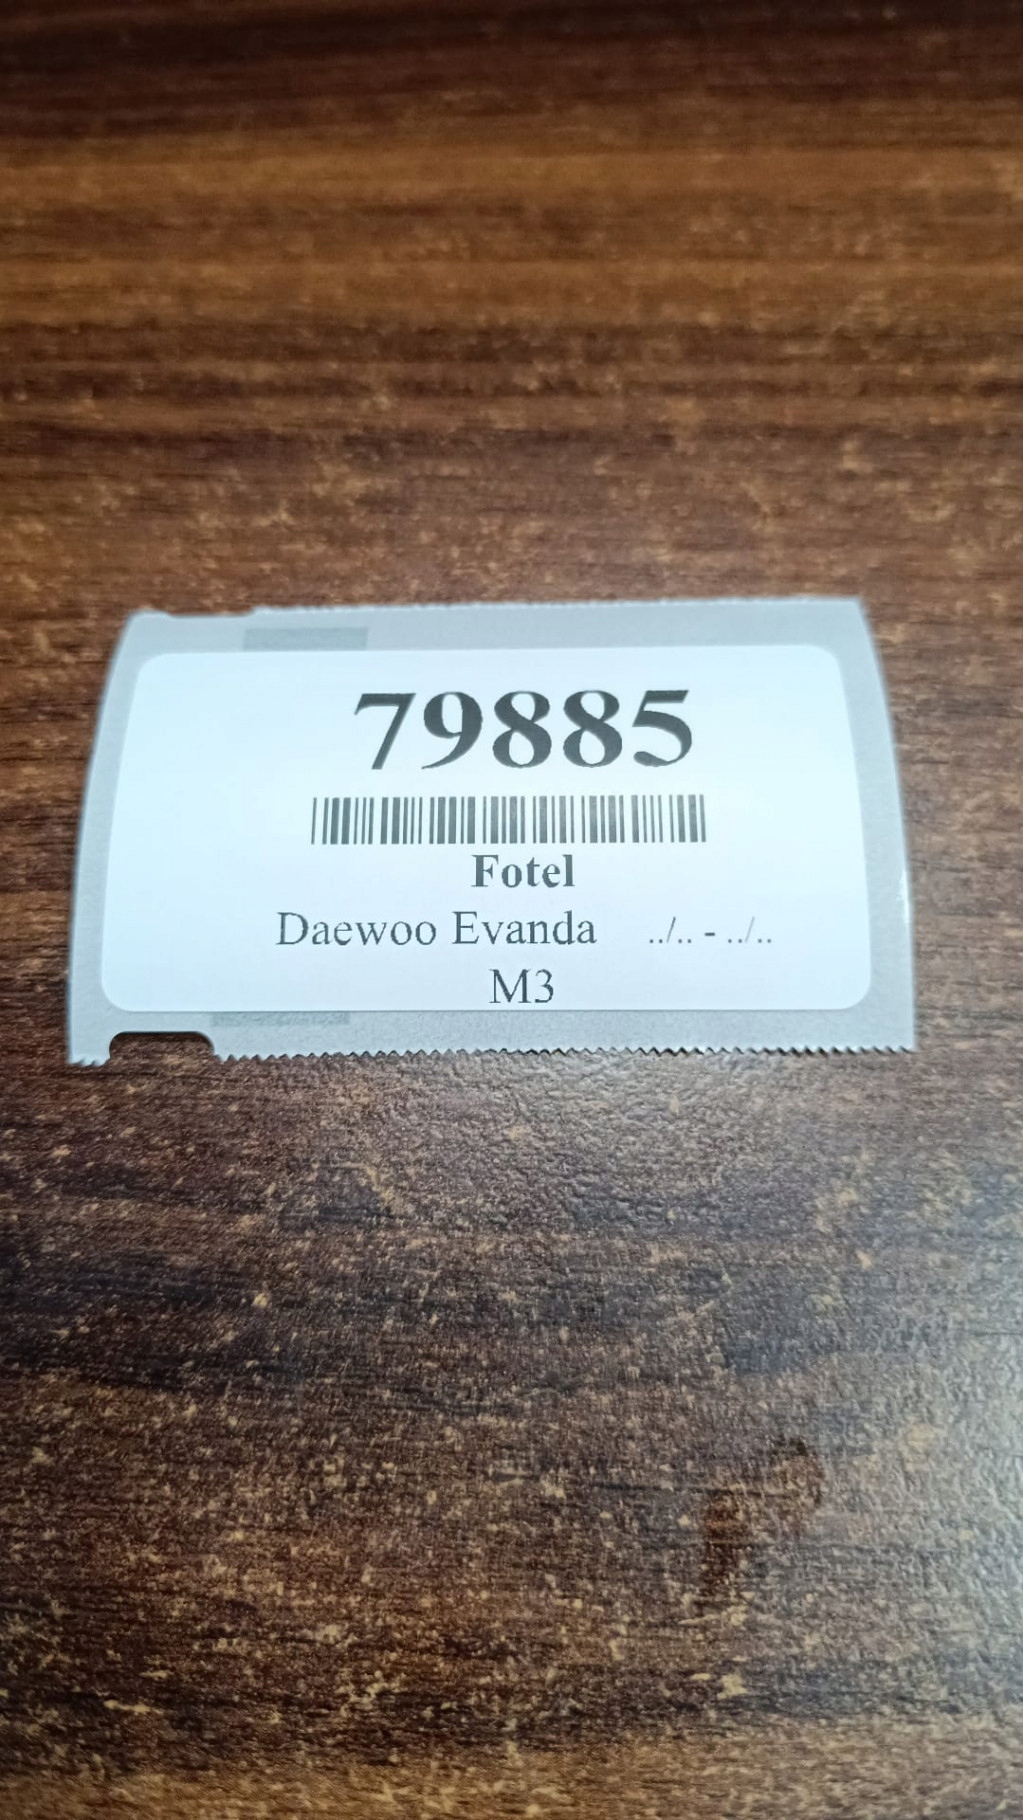 79885
Fotel
Daewoo Evanda ../.. - ../..
M3